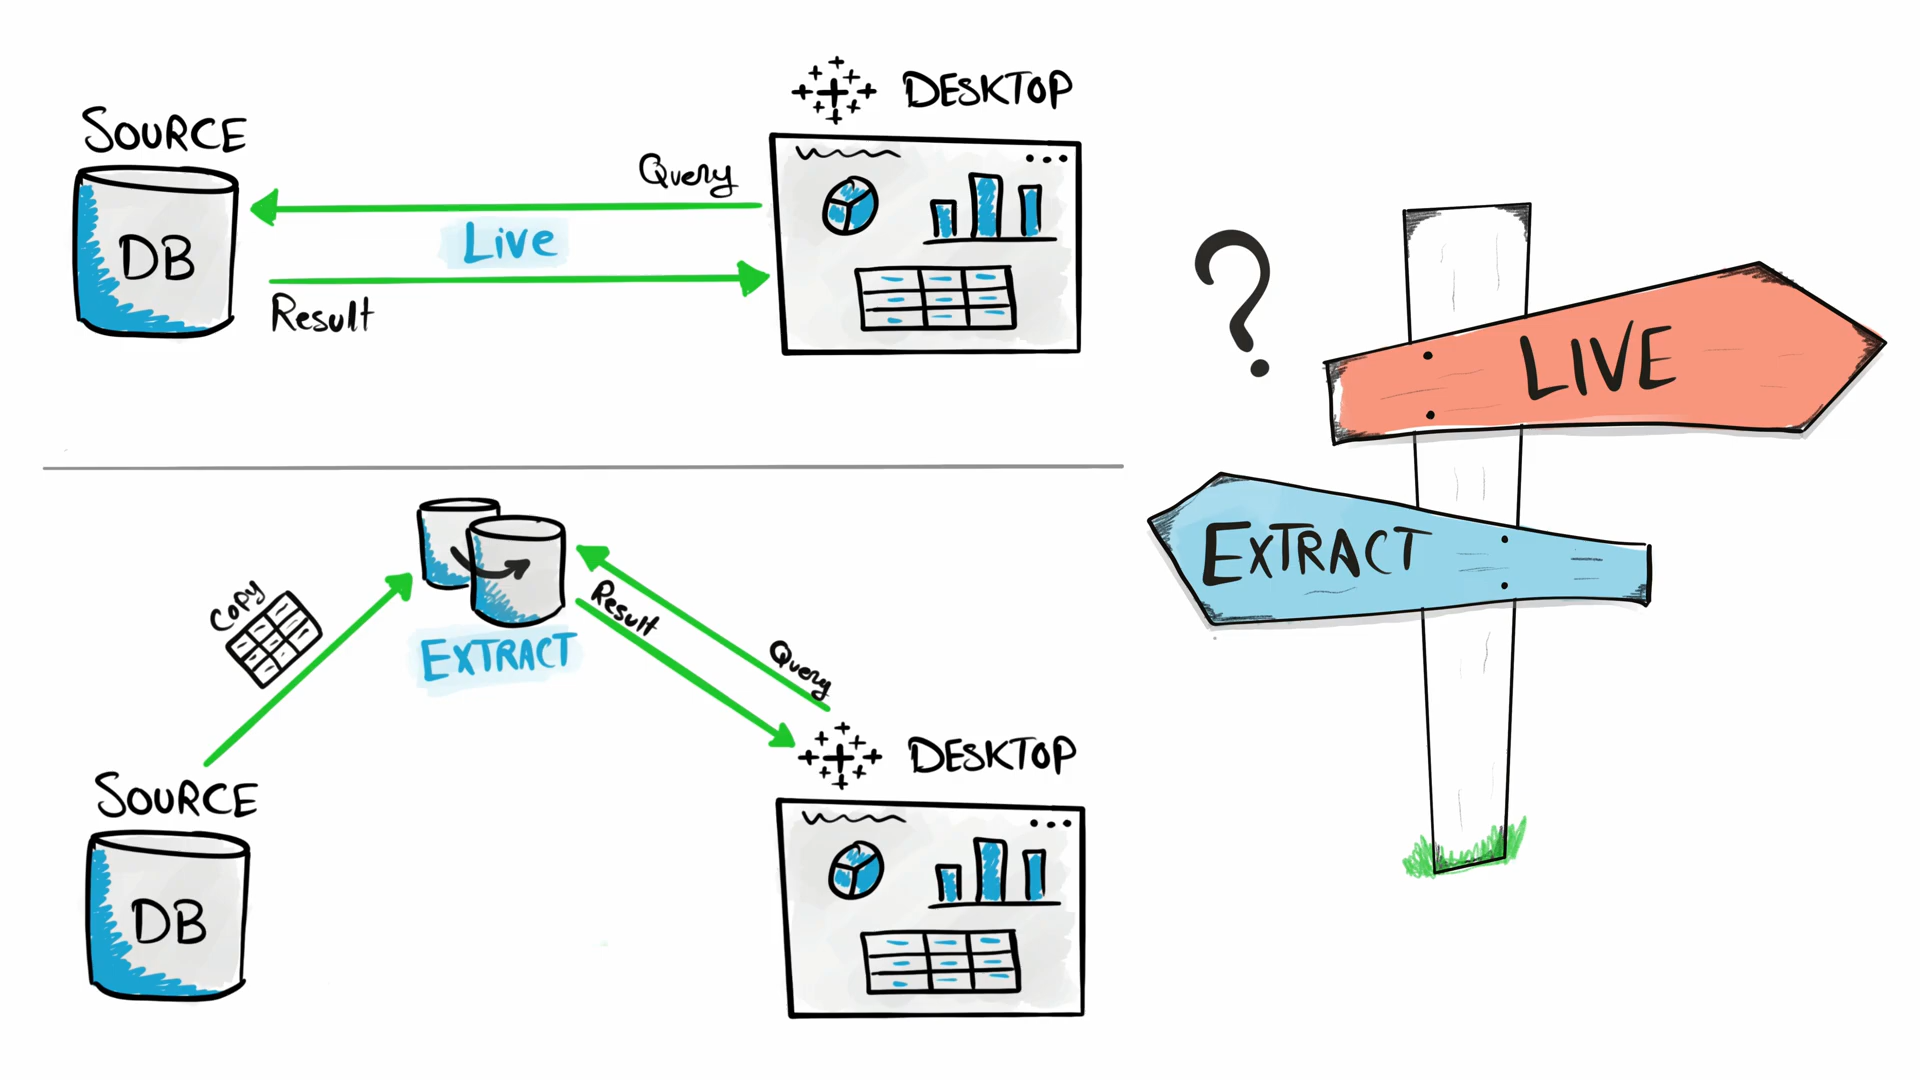 DESKTOP
SOURCE
Query
DB
Live
Result
?
LIVE
EXTRACT
Copy
Result
EXTRACT
Query
DESKTOP
SOURCE
DB